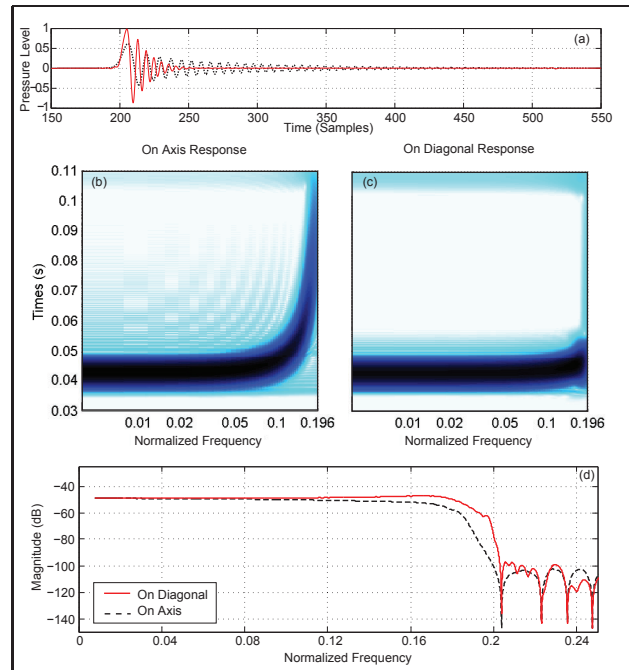 (a)
Pressure Level
1
0.5
0
−0.5
−1
150 200 250 300 350 400 450 500 550
Time (Samples)
On Axis Response
On Diagonal Response
(b)
(c)
Times (s)
0.11
0.1
0.09
0.08
0.07
0.06
0.05
0.04
0.03
0.01 0.02 0.05 0.1 0.196
Normalized Frequency
0.01 0.02 0.05 0.1 0.196
Normalized Frequency
(d)
Magnitude (dB)
−40
−60
−80
−100
−120
−140
On Diagonal
On Axis
0 0.04 0.08 0.12 0.16 0.2 0.24
Normalized Frequency